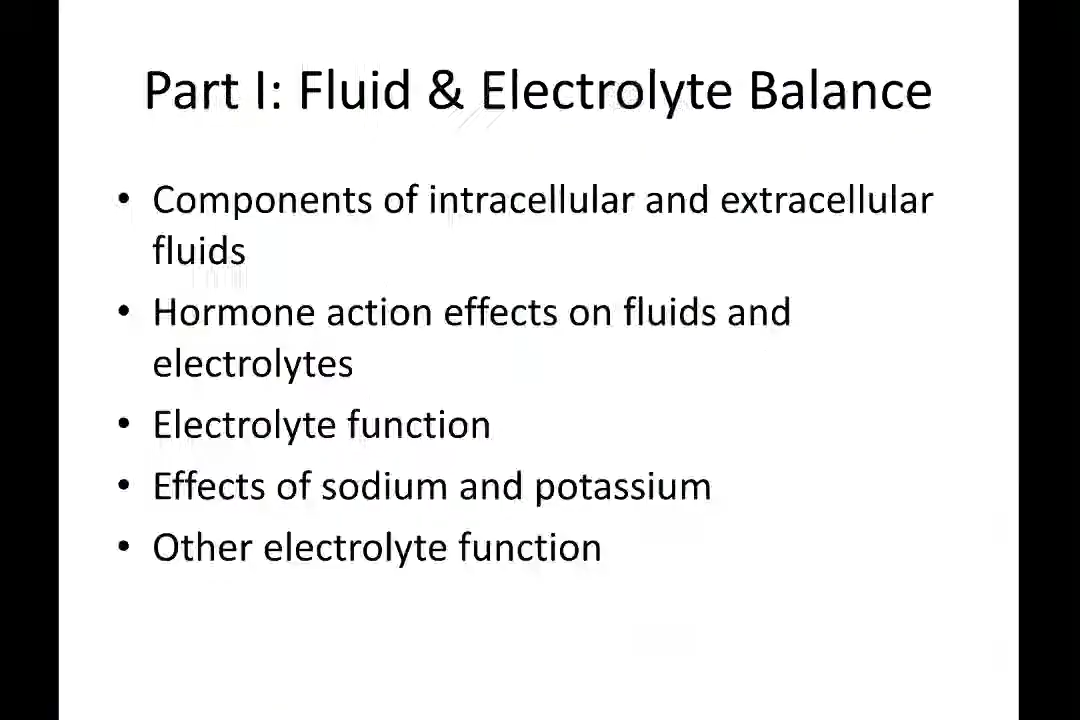 Part I: Fluid & Electrolyte Balance
• Components of intracellular and extracellular
fluids
• Hormone action effects on fluids and
electrolytes
• Electrolyte function
• Effects of sodium and potassium
• Other electrolyte function